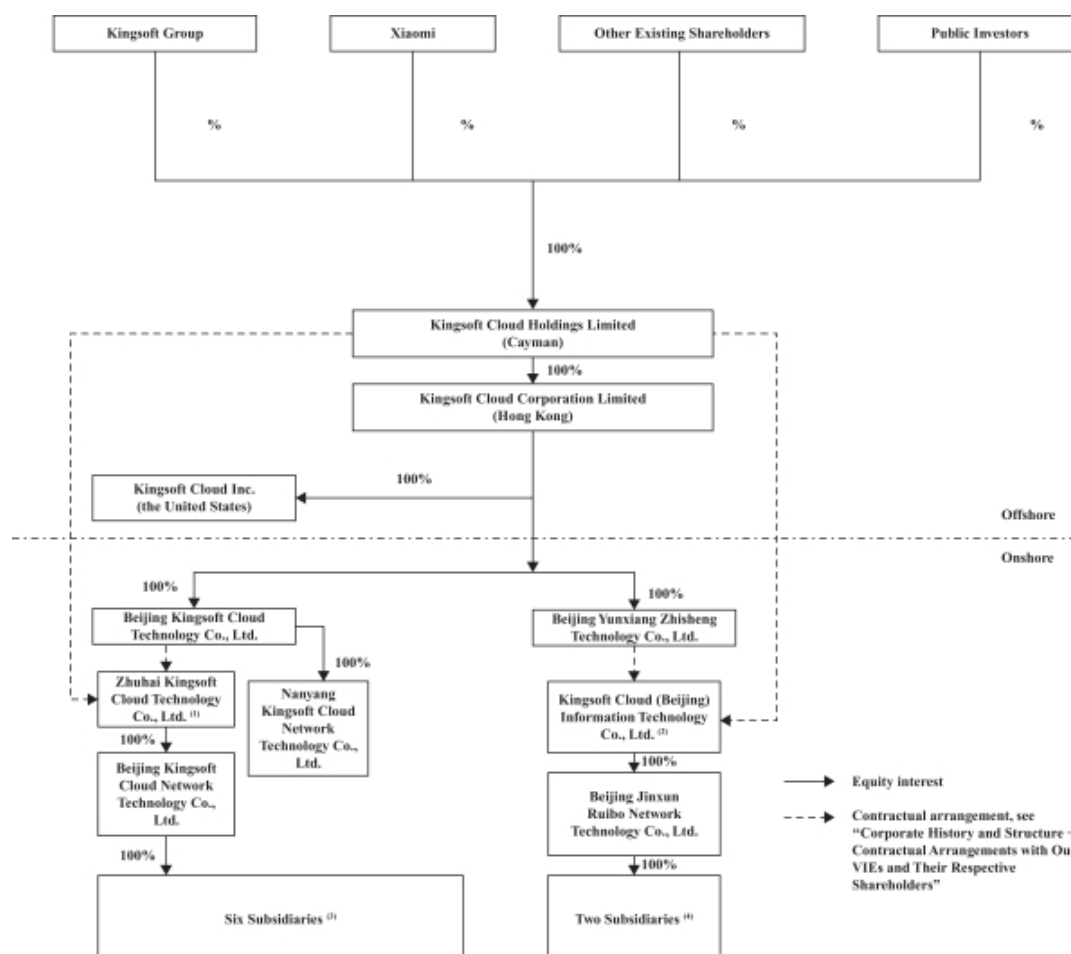 Kingsoft Group
Xiaomi
Other Existing Shareholders
Public Investors
%
%
%
%
100%
Kingsoft Cloud Holdings Limited
(Cayman)
100%
Kingsoft Cloud Corporation Limited
(Hong Kong)
100%
Kingsoft Cloud Inc.
(the United States)
Offshore
Onshore
100%
100%
Beijing Kingsoft Cloud
Technology Co., Ltd.
Beijing Yunxiang Zhisheng
Technology Co., Ltd.
100%
Zhuhai Kingsoft
Cloud Technology
Co., Ltd. (1)
Nanyang
Kingsoft Cloud
Network
Technology Co.,
Ltd.
Kingsoft Cloud (Beijing)
Information Technology
Co., Ltd. (2)
100%
100%
Beijing Kingsoft
Cloud Network
Technology Co.,
Ltd.
Beijing Jinxun
Ruibo Network
Technology Co., Ltd.
Equity interest
Contractual arrangement, see
“Corporate History and Structure -
Contractual Arrangements with Ou
VIEs and Their Respective
Shareholders”
100%
100%
Six Subsidiaries (3)
Two Subsidiaries (4)